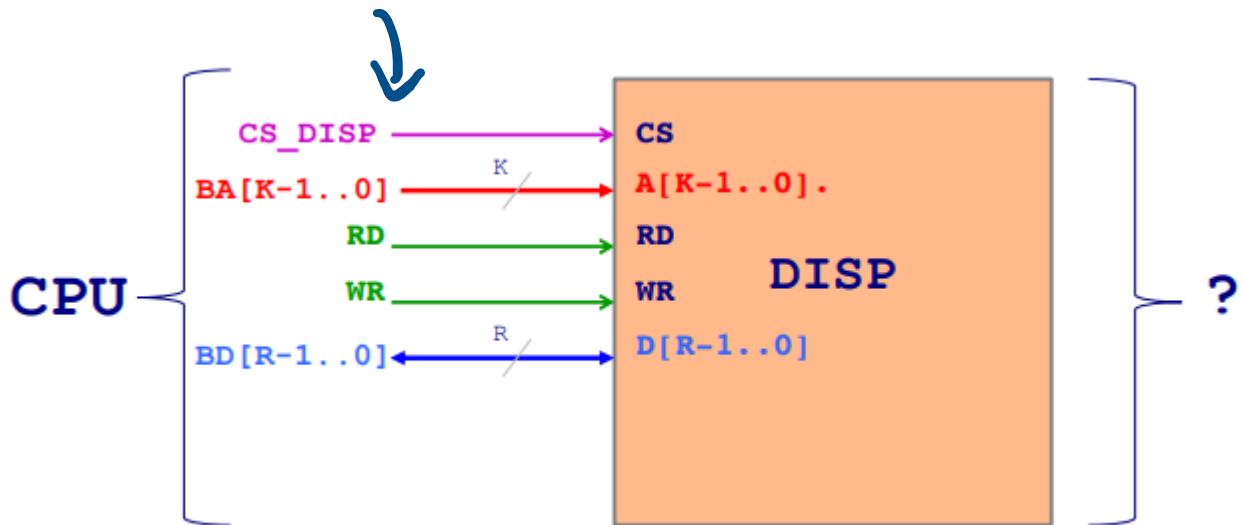 CS_DISP CS
K
BA[K-1..0] A[K-1..0].
RD RD
CPU DISP ?
WR WR
R
BD[R-1..0] D[R-1..0]